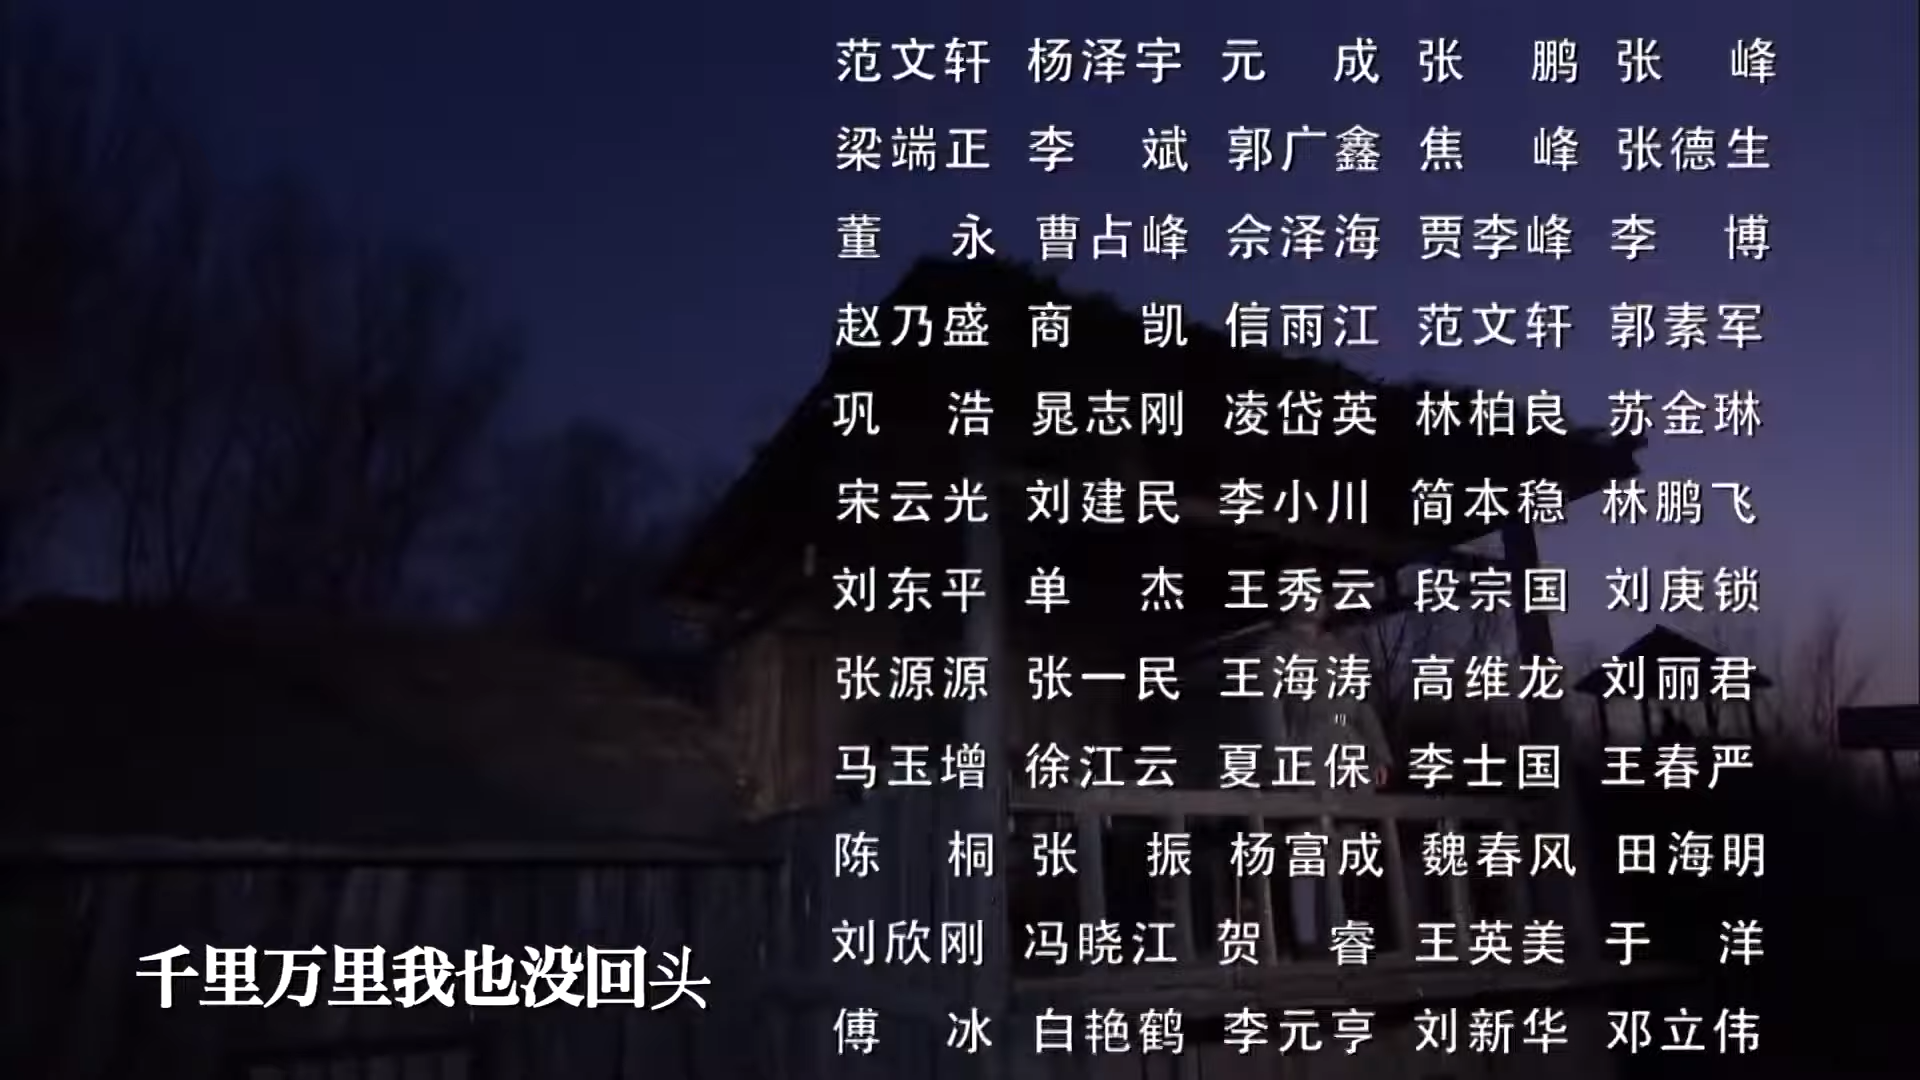 范文轩 杨泽宇 元 成 张 鹏 张 峰
梁端正 李 斌 郭广鑫 焦 峰 张德生
董 永 曹占峰 佘泽海 贾李峰 李 博
赵乃盛 商 凯 信雨江 范文轩 郭素军
巩 浩 晁志刚 凌岱英 林柏良 苏金琳
宋云光 刘建民 李小川 简本稳 林鹏飞
刘东平 单 杰 王秀云 段宗国 刘庚锁
张源源 张一民 王海涛 高维龙 刘丽君
马玉增 徐江云 夏正保 李士国 王春严
陈 桐 张 振 杨富成 魏春风 田海明
刘欣刚 冯晓江 贺 睿 王英美 于 洋
傅 冰 白艳鹤 李元亨 刘新华 邓立伟
千里万里我也没回头